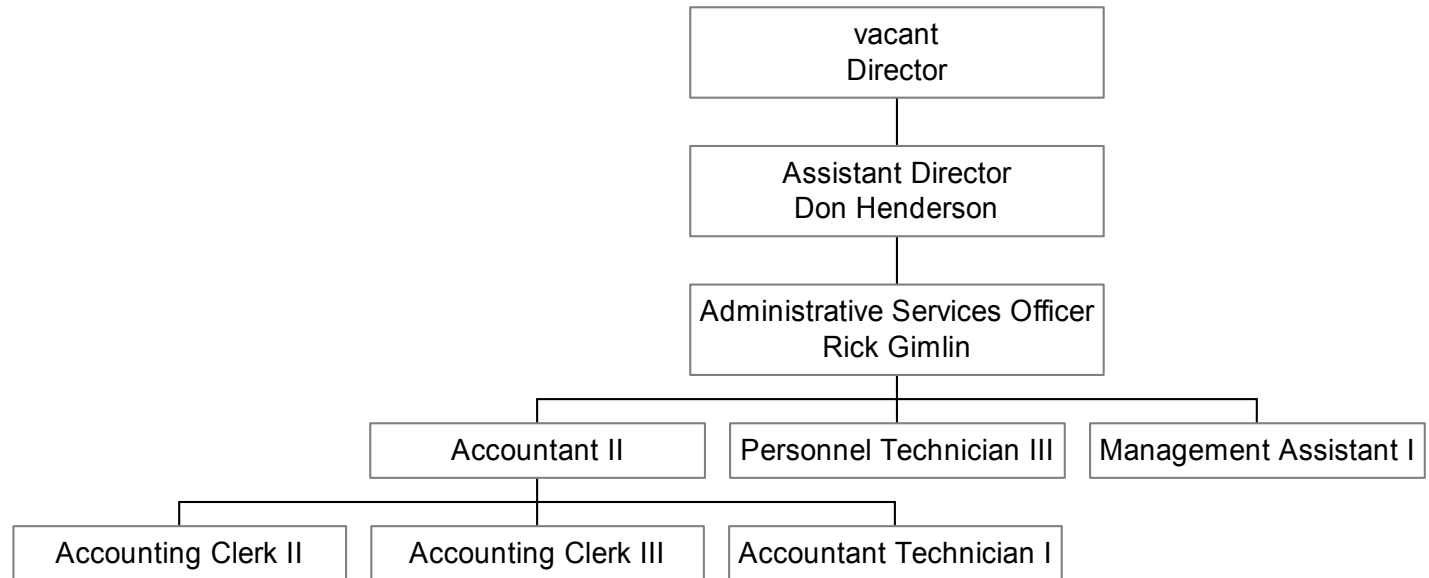 vacant
Director
Assistant Director
Don Henderson
Administrative Services Officer
Rick Gimlin
Accountant II
Personnel Technician III
Management Assistant I
Accounting Clerk II
Accounting Clerk III
Accountant Technician I